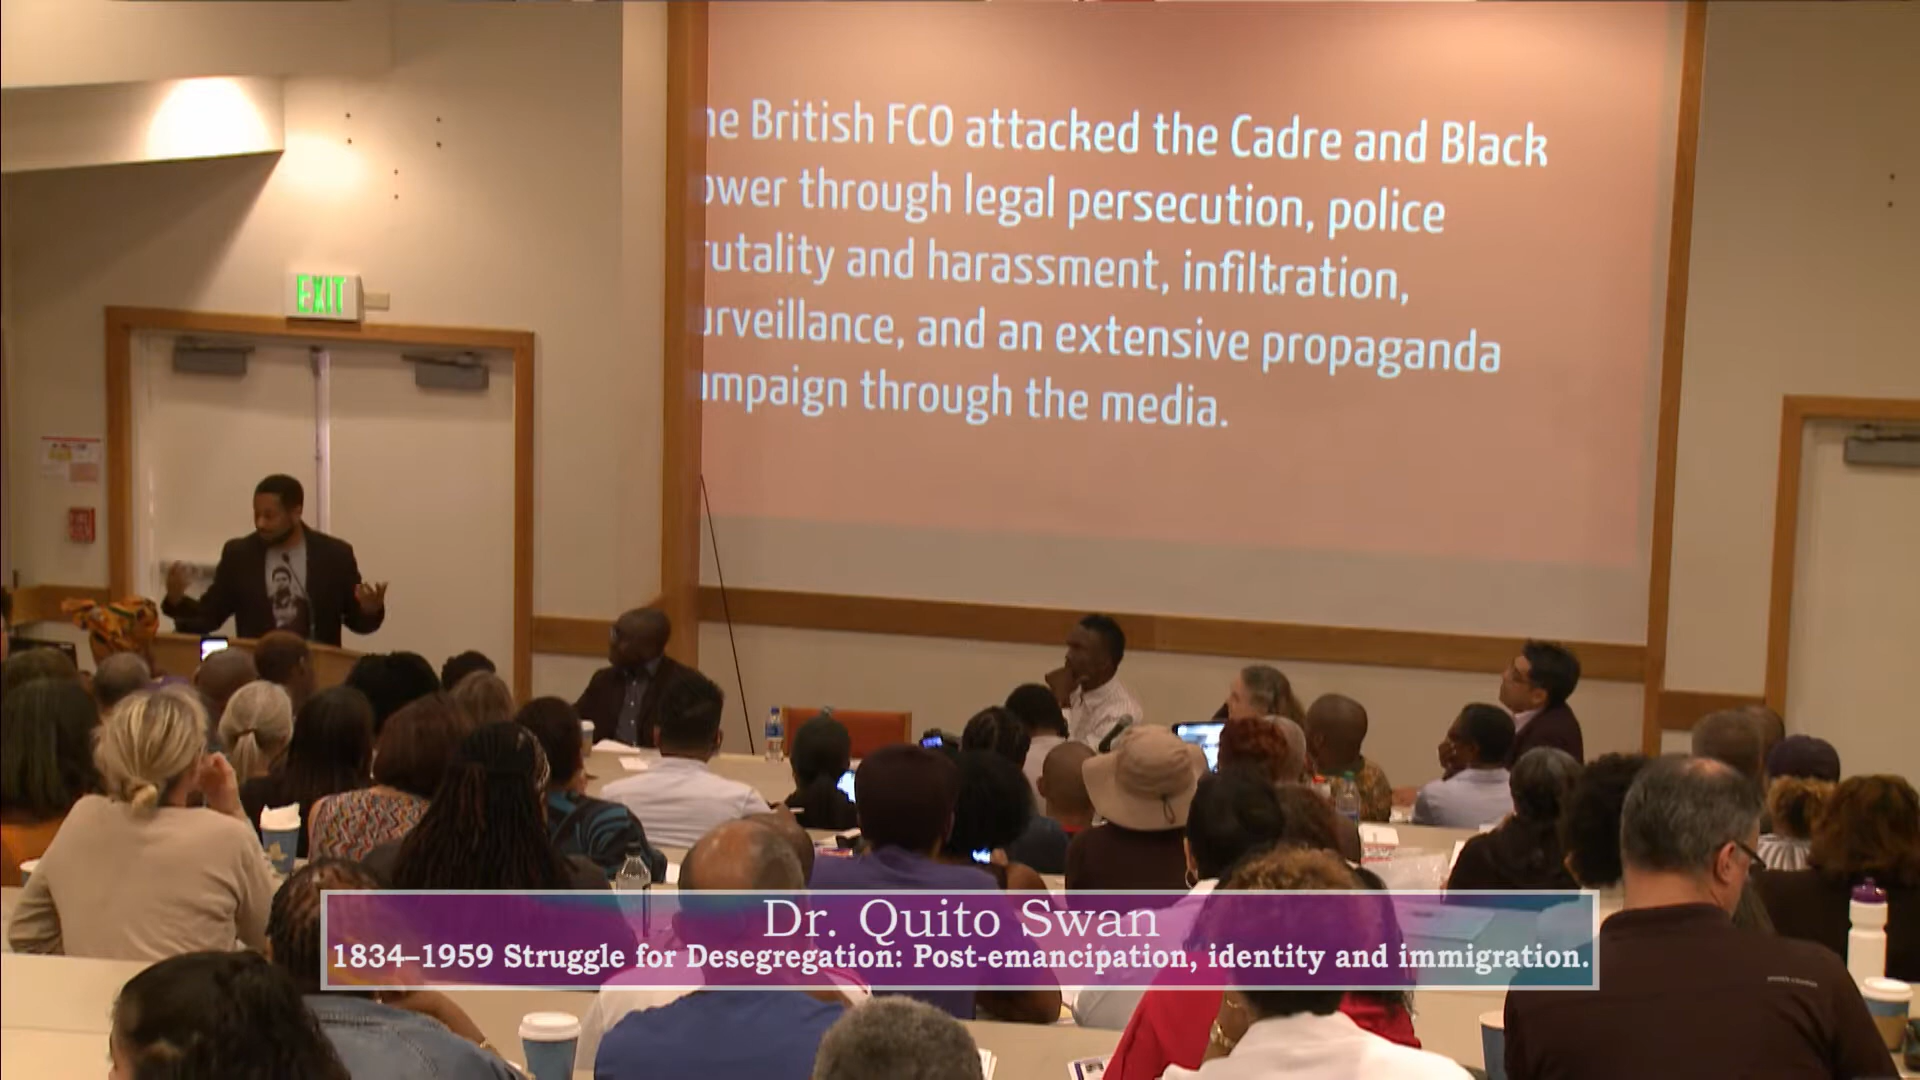 he British FCO attacked the Cadre and Black
ower through legal persecution, police
rutality and harassment, infiltration,
urveillance, and an extensive propaganda
ampaign through the media.
EXIT
Dr. Quito Swan
1834–1959 Struggle for Desegregation: Post-emancipation, identity and immigration.